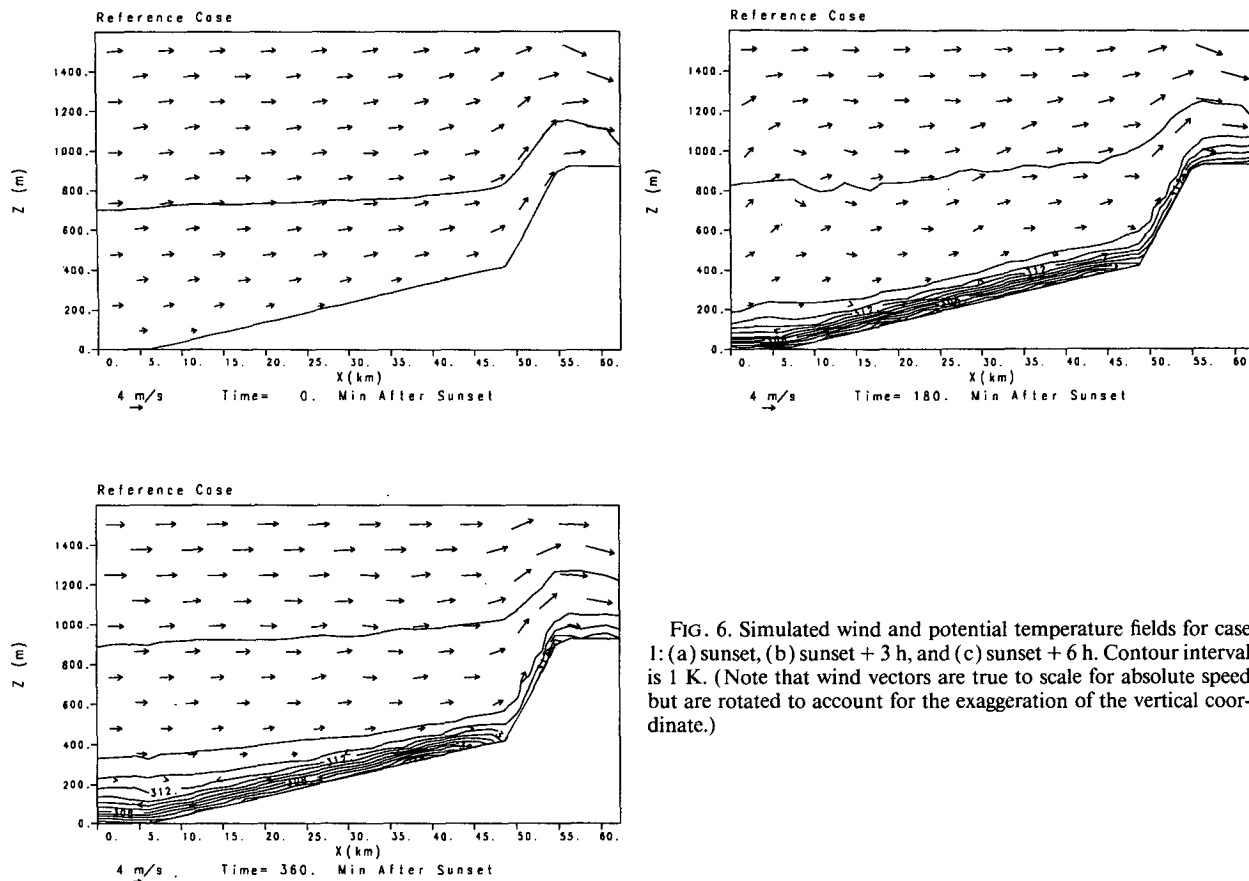 Reference Case
1400.
1200.
1000.
800.
600.
400.
200.
0.
Z (m)
0. 5. 10. 15. 20. 25. 30. 35. 40. 45. 50. 55. 60.
X(km)
4 m/s Time= 0. Min After Sunset
Reference Case
1400.
1200.
1000.
800.
600.
400.
200.
0.
Z (m)
312.
312.
308.
0. 5. 10. 15. 20. 25. 30. 35. 40. 45. 50. 55. 60.
X(km)
4 m/s Time= 180. Min After Sunset
Reference Case
1400.
1200.
1000.
800.
600.
400.
200.
0.
Z (m)
312.
312.
308.
308.
0. 5. 10. 15. 20. 25. 30. 35. 40. 45. 50. 55. 60.
X(km)
4 m/s Time= 360. Min After Sunset
FIG. 6. Simulated wind and potential temperature fields for case
1: (a) sunset, (b) sunset + 3 h, and (c) sunset + 6 h. Contour interval
is 1 K. (Note that wind vectors are true to scale for absolute speed
but are rotated to account for the exaggeration of the vertical coor-
dinate.)